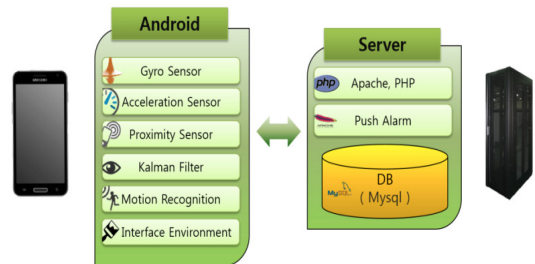 Android
Gyro Sensor
Acceleration Sensor
Proximity Sensor
Kalman Filter
Motion Recognition
Interface Environment
Server
php
Apache, PHP
Push Alarm
DB
MySQL
( Mysql )